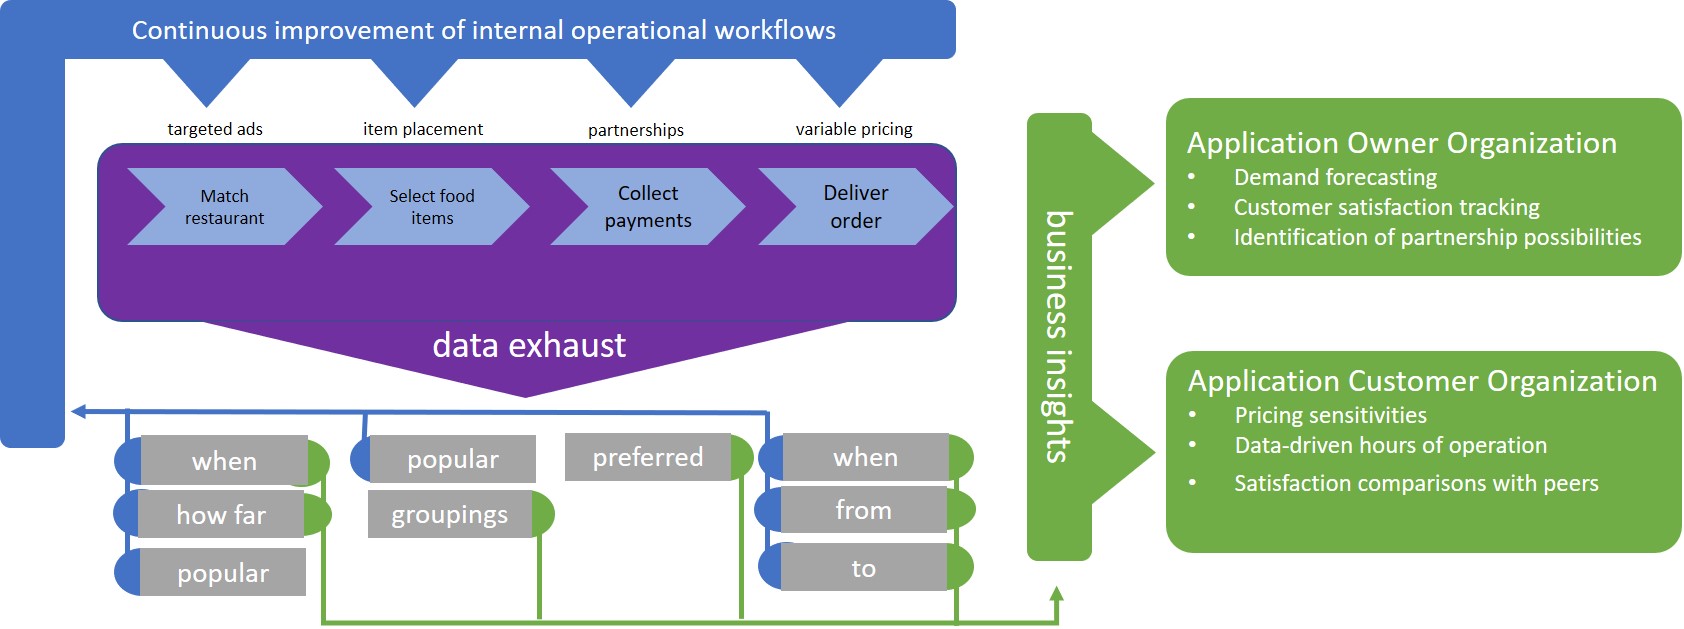 Continuous improvement of internal operational workflows
targeted ads
item placement
partnerships
variable pricing
Match
restaurant
Select food
items
Collect
payments
Deliver
order
data exhaust
when
how far
popular
popular
groupings
preferred
when
from
to
business insights
Application Owner Organization
• Demand forecasting
• Customer satisfaction tracking
• Identification of partnership possibilities
Application Customer Organization
• Pricing sensitivities
• Data-driven hours of operation
• Satisfaction comparisons with peers